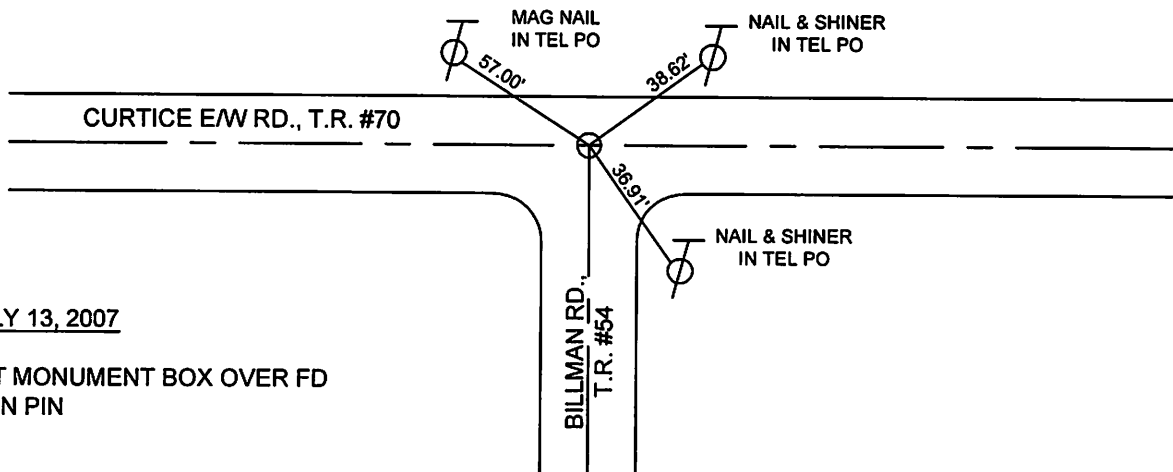 MAG NAIL
IN TEL PO
NAIL & SHINER
IN TEL PO
57.00'
38.62'
CURTICE E/W RD., T.R. #70
36.91'
NAIL & SHINER
IN TEL PO
BILLMAN RD.,
T.R. #54
LY 13, 2007
MONUMENT BOX OVER FD
N PIN